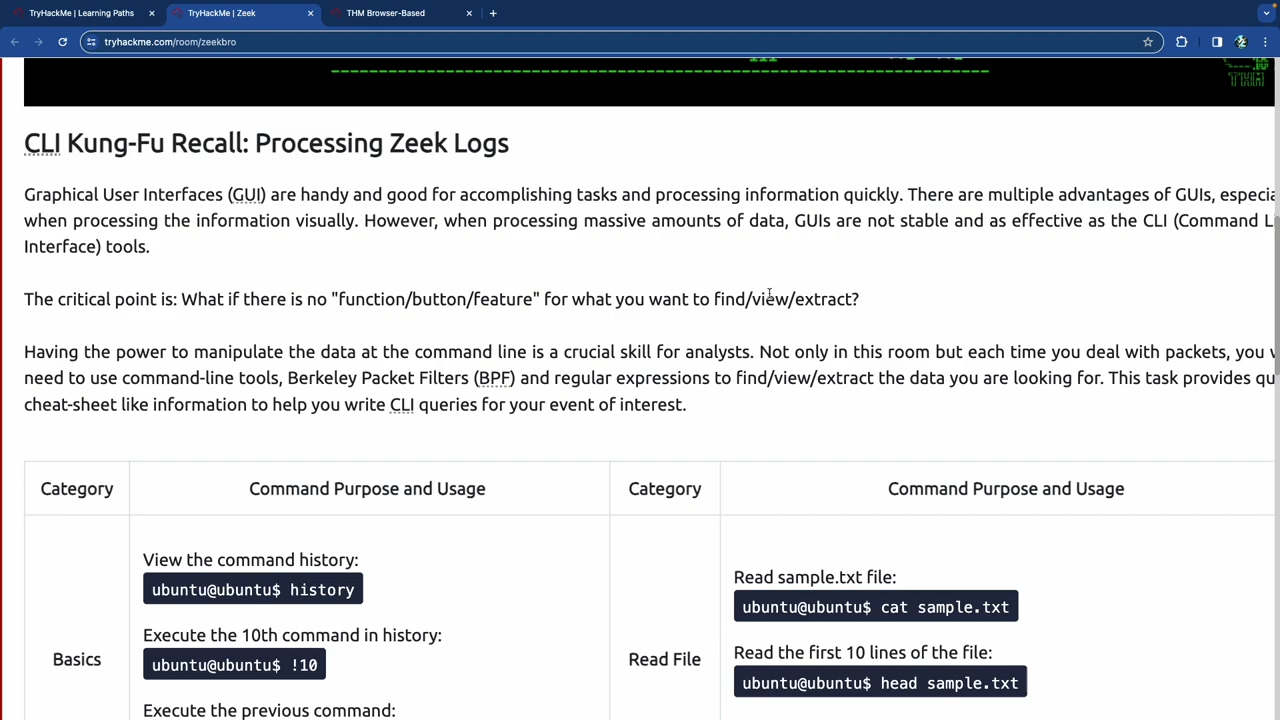 TryHackMe | Learning Paths
TryHackMe | Zeek
THM Browser-Based
tryhackme.com/room/zeekbro
THM
CLI Kung-Fu Recall: Processing Zeek Logs
Graphical User Interfaces (GUI) are handy and good for accomplishing tasks and processing information quickly. There are multiple advantages of GUIs, especia
when processing the information visually. However, when processing massive amounts of data, GUIs are not stable and as effective as the CLI (Command L
Interface) tools.
The critical point is: What if there is no "function/button/feature" for what you want to find/view/extract?
Having the power to manipulate the data at the command line is a crucial skill for analysts. Not only in this room but each time you deal with packets, you w
need to use command-line tools, Berkeley Packet Filters (BPF) and regular expressions to find/view/extract the data you are looking for. This task provides qu
cheat-sheet like information to help you write CLI queries for your event of interest.
Category Command Purpose and Usage Category Command Purpose and Usage
Basics
View the command history:
ubuntu@ubuntu$ history
Execute the 10th command in history:
ubuntu@ubuntu$ !10
Execute the previous command:
Read File
Read sample.txt file:
ubuntu@ubuntu$ cat sample.txt
Read the first 10 lines of the file:
ubuntu@ubuntu$ head sample.txt